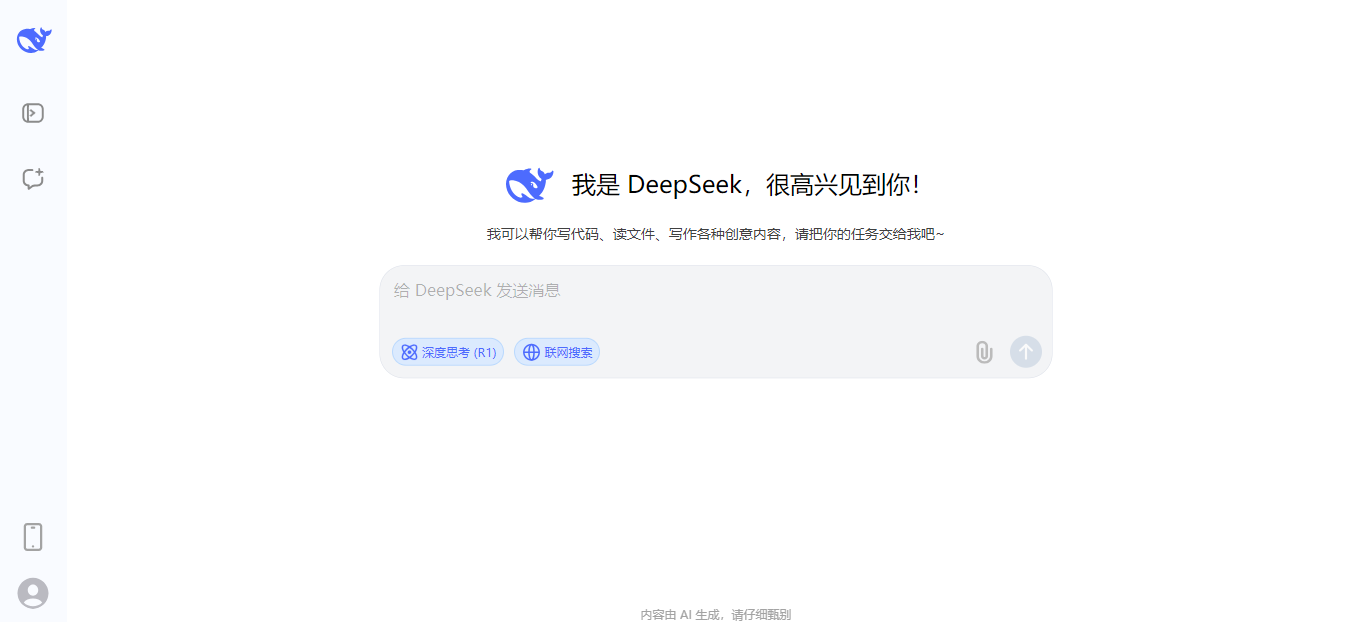 我是 DeepSeek，很高兴见到你！
我可以帮你写代码、读文件、写作各种创意内容，请把你的任务交给我吧~
给 DeepSeek 发送消息
深度思考 (R1) 联网搜索
内容由 AI 生成，请仔细甄别